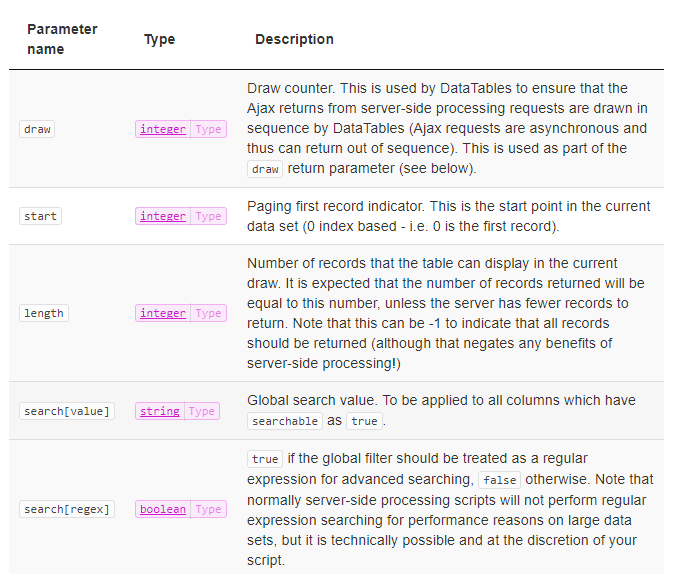 Parameter name Type Description
draw integer Type Draw counter. This is used by DataTables to ensure that the
Ajax returns from server-side processing requests are drawn in
sequence by DataTables (Ajax requests are asynchronous and
thus can return out of sequence). This is used as part of the
draw return parameter (see below).
start integer Type Paging first record indicator. This is the start point in the current
data set (0 index based - i.e. 0 is the first record).
length integer Type Number of records that the table can display in the current
draw. It is expected that the number of records returned will be
equal to this number, unless the server has fewer records to
return. Note that this can be -1 to indicate that all records
should be returned (although that negates any benefits of
server-side processing!)
search[value] string Type Global search value. To be applied to all columns which have
searchable as true.
search[regex] boolean Type true if the global filter should be treated as a regular
expression for advanced searching, false otherwise. Note that
normally server-side processing scripts will not perform regular
expression searching for performance reasons on large data
sets, but it is technically possible and at the discretion of your
script.